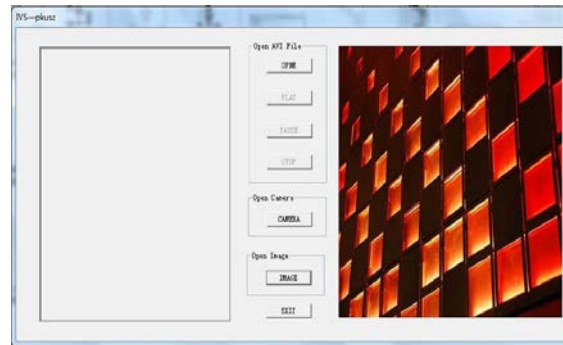 IVS—pkusz
Open AVI File
OPEN
PLAY
PAUSE
STOP
Open Camera
CAMERA
Open Image
IMAGE
EXIT